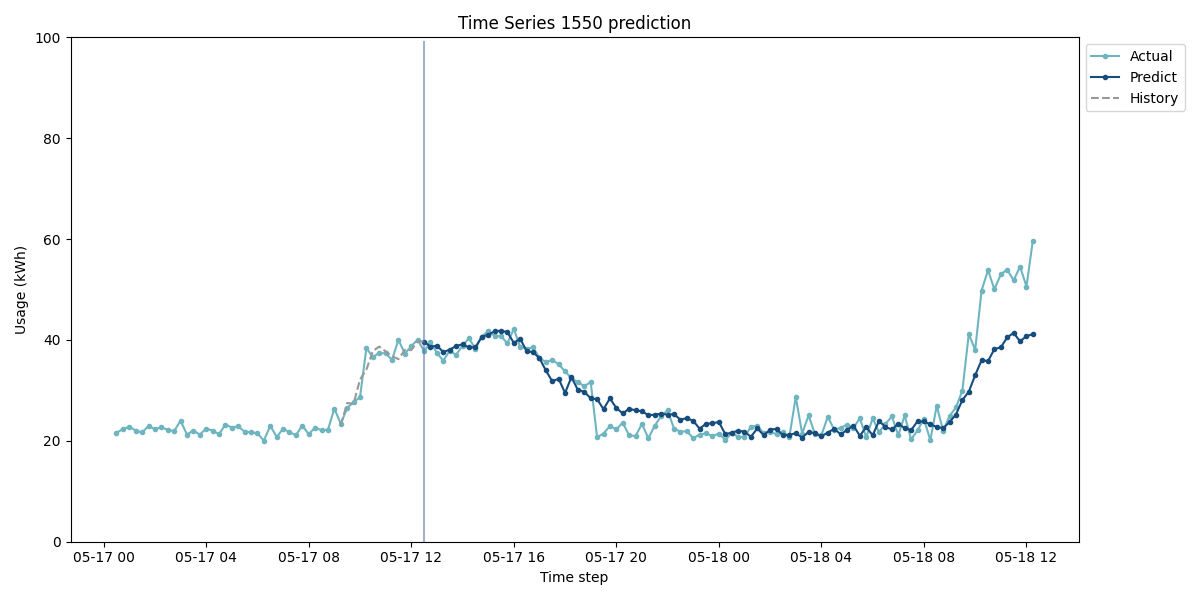 Time Series 1550 prediction
100
80
60
40
20
0
Usage (kWh)
05-17 00
05-17 04
05-17 08
05-17 12
05-17 16
05-17 20
05-18 00
05-18 04
05-18 08
05-18 12
Time step
Actual
Predict
History